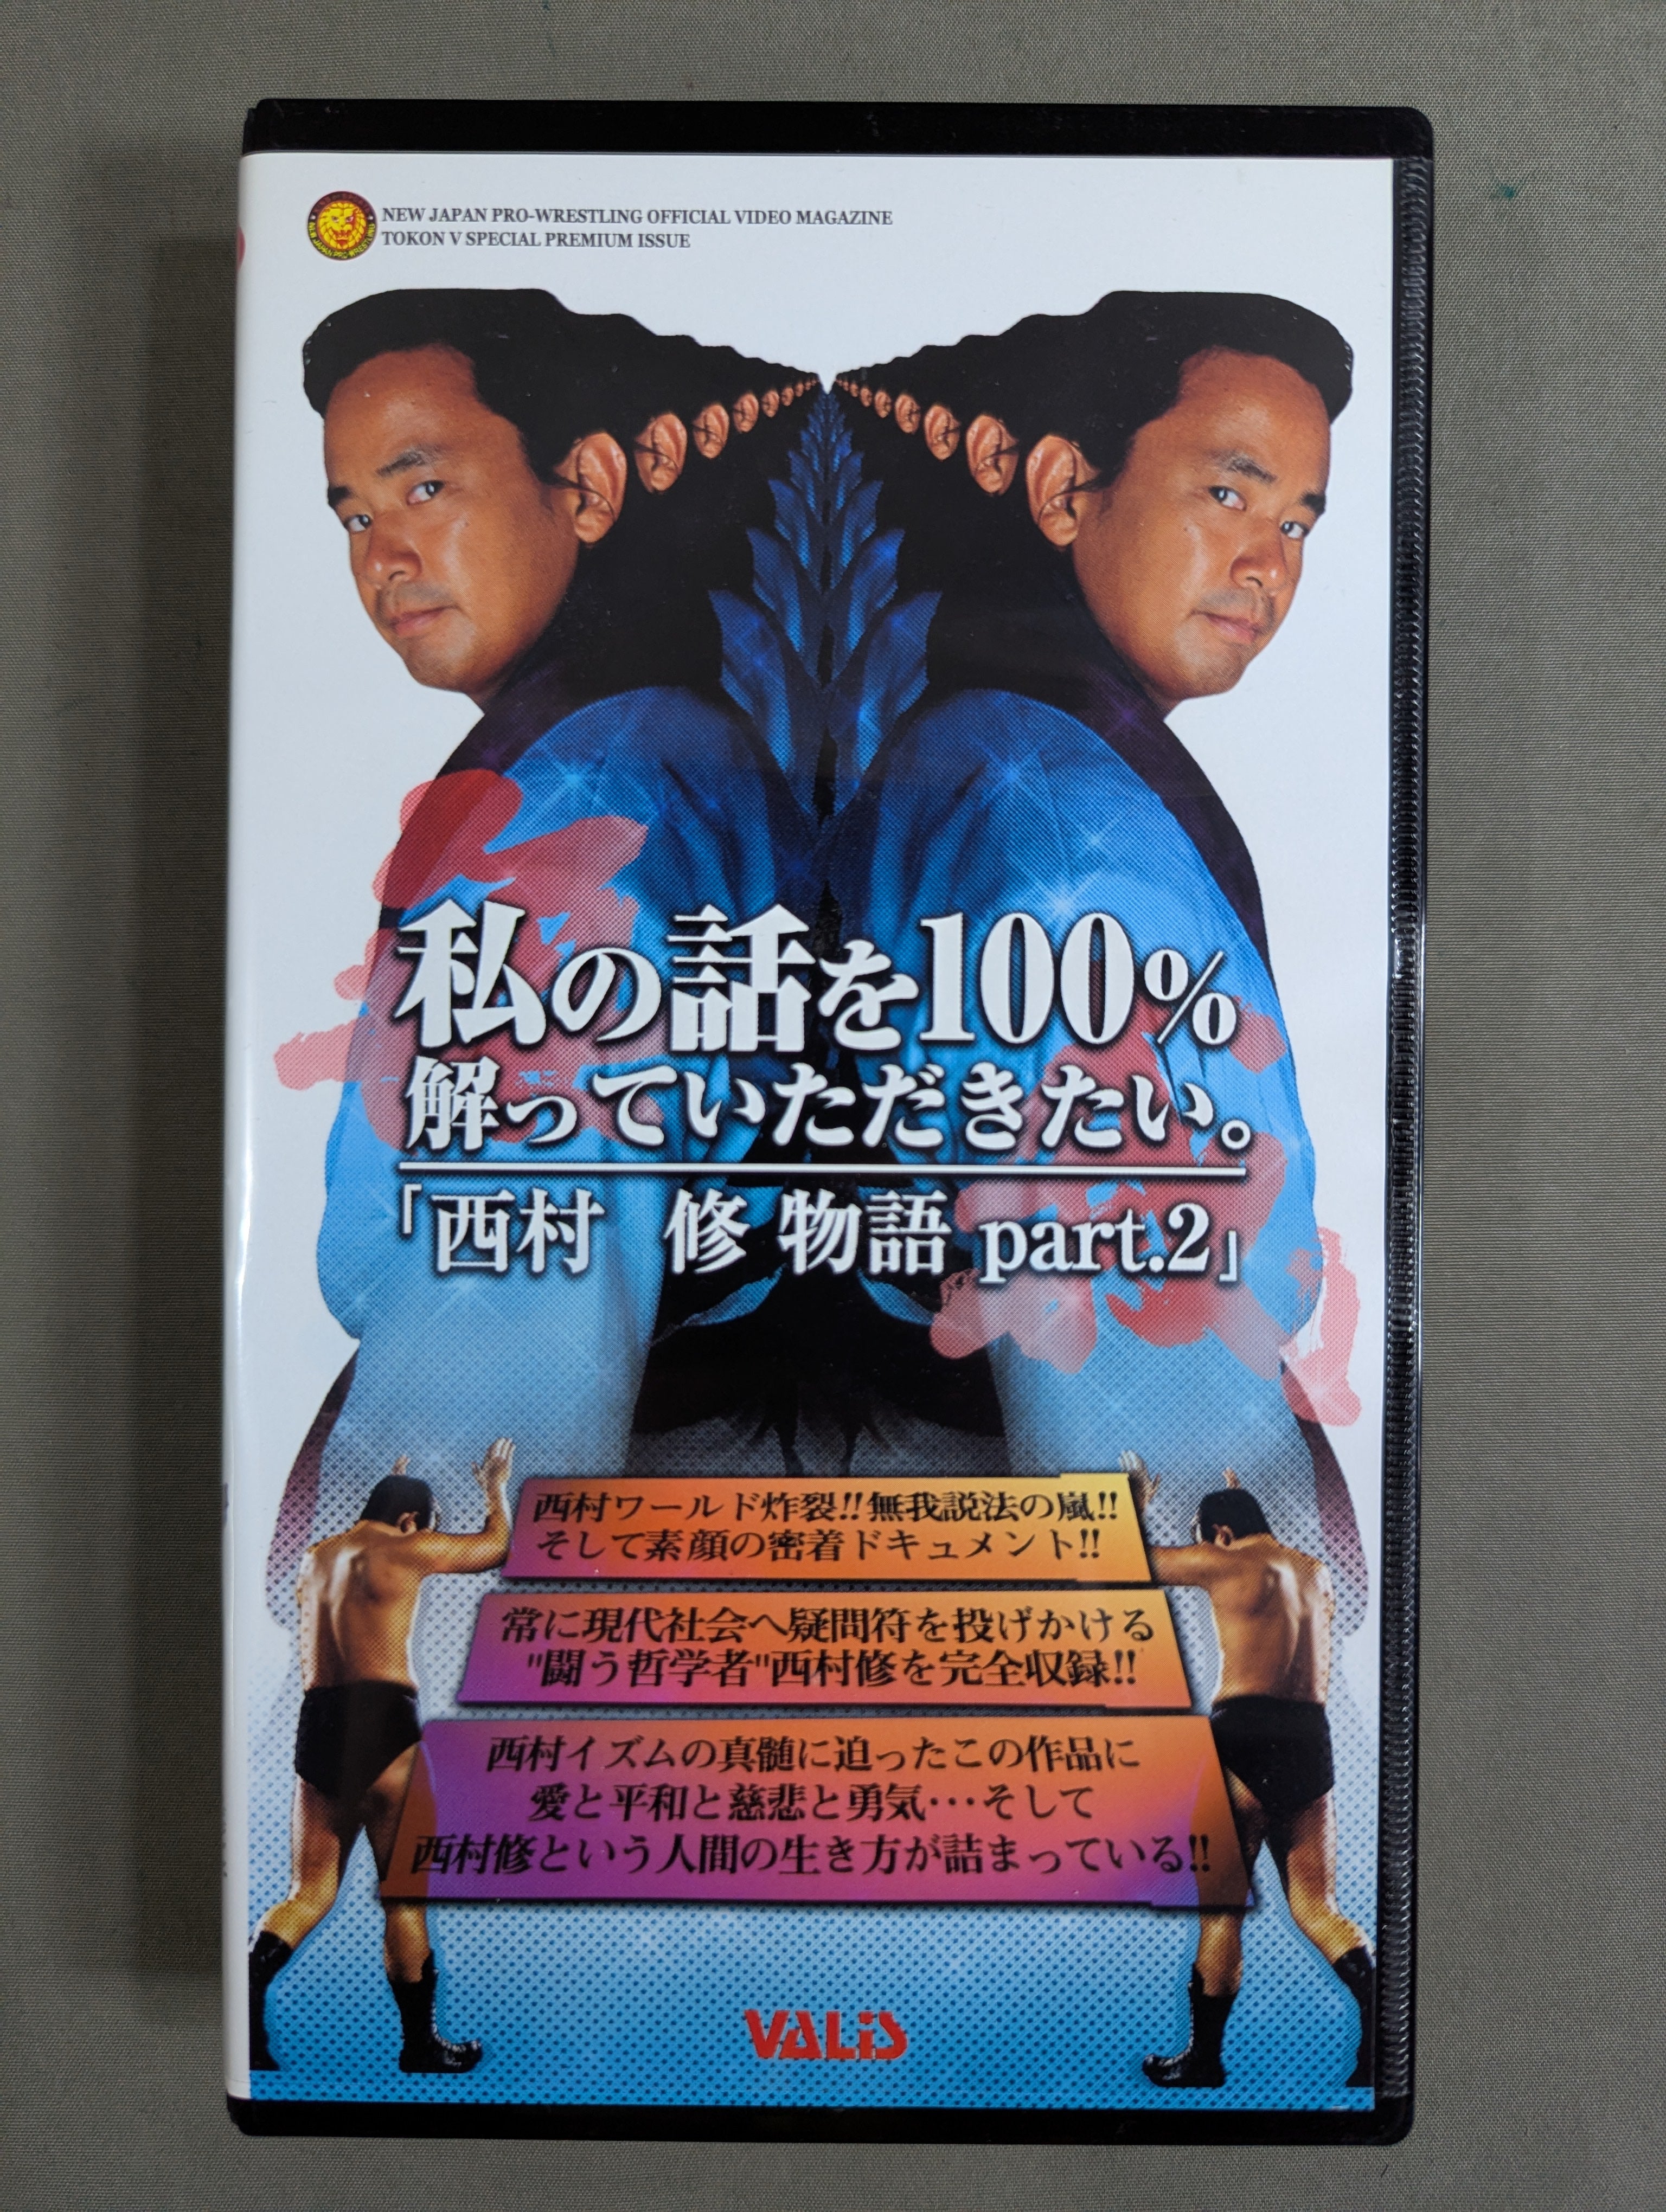 NEW JAPAN PRO-WRESTLING OFFICIAL VIDEO MAGAZINE
TOKON V SPECIAL PREMIUM ISSUE
私の話を100%
解っていただきたい。
「西村 修 物語 part.2」
西村ワールド炸裂!!無我説法の嵐!!
そして素顔の密着ドキュメント!!
常に現代社会へ疑問符を投げかける
"闘う哲学者"西村修を完全収録!!
西村イズムの真髄に迫ったこの作品に
愛と平和と慈悲と勇気…そして
西村修という人間の生き方が詰まっている!!
VALiS